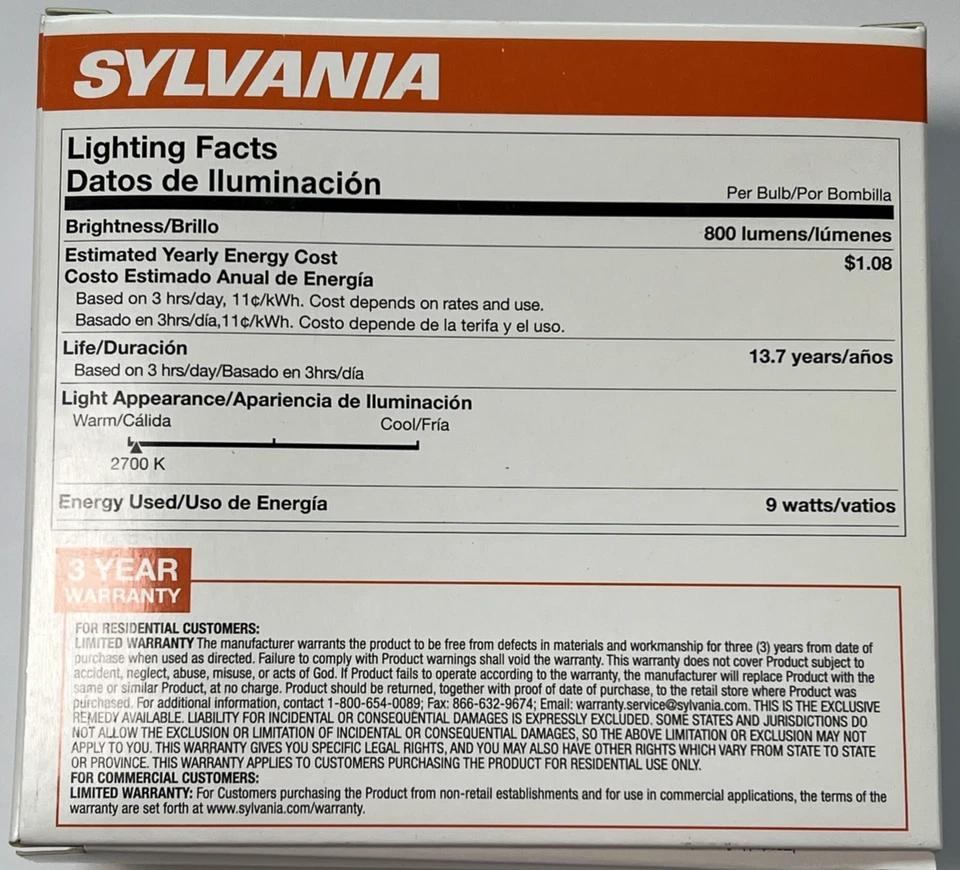 SYLVANIA
Lighting Facts
Datos de Iluminación
Per Bulb/Por Bombilla
Brightness/Brillo
800 lumens/lúmenes
Estimated Yearly Energy Cost
$1.08
Costo Estimado Anual de Energía
Based on 3 hrs/day, 11¢/kWh. Cost depends on rates and use.
Basado en 3hrs/día,11¢/kWh. Costo depende de la terifa y el uso.
Life/Duración
13.7 years/años
Based on 3 hrs/day/Basado en 3hrs/día
Light Appearance/Apariencia de Iluminación
Warm/Cálida
Cool/Fría
2700 K
Energy Used/Uso de Energía
9 watts/vatios
3 YEAR
WARRANTY
FOR RESIDENTIAL CUSTOMERS:
LIMITED WARRANTY The manufacturer warrants the product to be free from defects in materials and workmanship for three (3) years from date of
purchase when used as directed. Failure to comply with Product warnings shall void the warranty. This warranty does not cover Product subject to
accident, neglect, abuse, misuse, or acts of God. If Product fails to operate according to the warranty, the manufacturer will replace Product with the
same or similar Product, at no charge. Product should be returned, together with proof of date of purchase, to the retail store where Product was
purchased. For additional information, contact 1-800-654-0089; Fax: 866-632-9674; Email: warranty.service@sylvania.com. THIS IS THE EXCLUSIVE
REMEDY AVAILABLE. LIABILITY FOR INCIDENTAL OR CONSEQUENTIAL DAMAGES IS EXPRESSLY EXCLUDED. SOME STATES AND JURISDICTIONS DO
NOT ALLOW THE EXCLUSION OR LIMITATION OF INCIDENTAL OR CONSEQUENTIAL DAMAGES, SO THE ABOVE LIMITATION OR EXCLUSION MAY NOT
APPLY TO YOU. THIS WARRANTY GIVES YOU SPECIFIC LEGAL RIGHTS, AND YOU MAY ALSO HAVE OTHER RIGHTS WHICH VARY FROM STATE TO STATE
OR PROVINCE. THIS WARRANTY APPLIES TO CUSTOMERS PURCHASING THE PRODUCT FOR RESIDENTIAL USE ONLY.
FOR COMMERCIAL CUSTOMERS:
LIMITED WARRANTY: For Customers purchasing the Product from non-retail establishments and for use in commercial applications, the terms of the
warranty are set forth at www.sylvania.com/warranty.